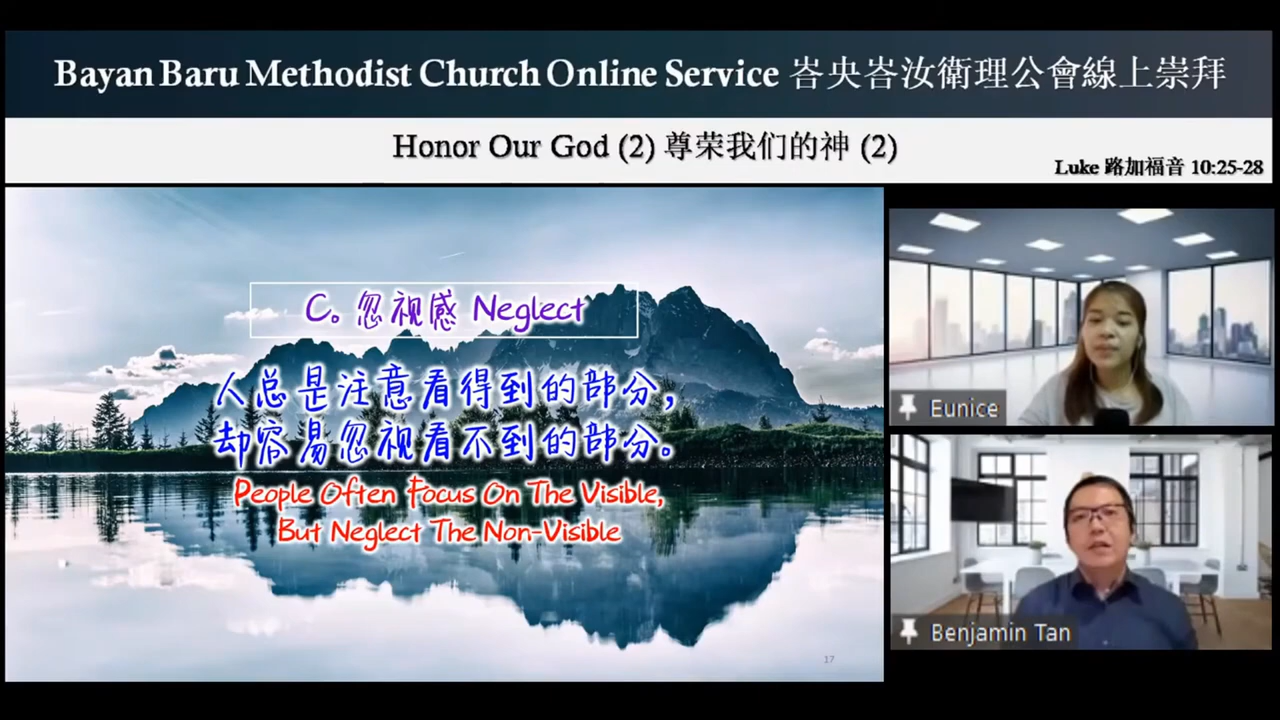 Bayan Baru Methodist Church Online Service 峇央峇汝衛理公會線上崇拜
Honor Our God (2) 尊荣我们的神 (2)
Luke 路加福音 10:25-28
C。忽视感 Neglect
人总是注意看得到的部分，
却容易忽视看不到的部分。
People Often Focus On The Visible,
But Neglect The Non-Visible
17
Eunice
Benjamin Tan